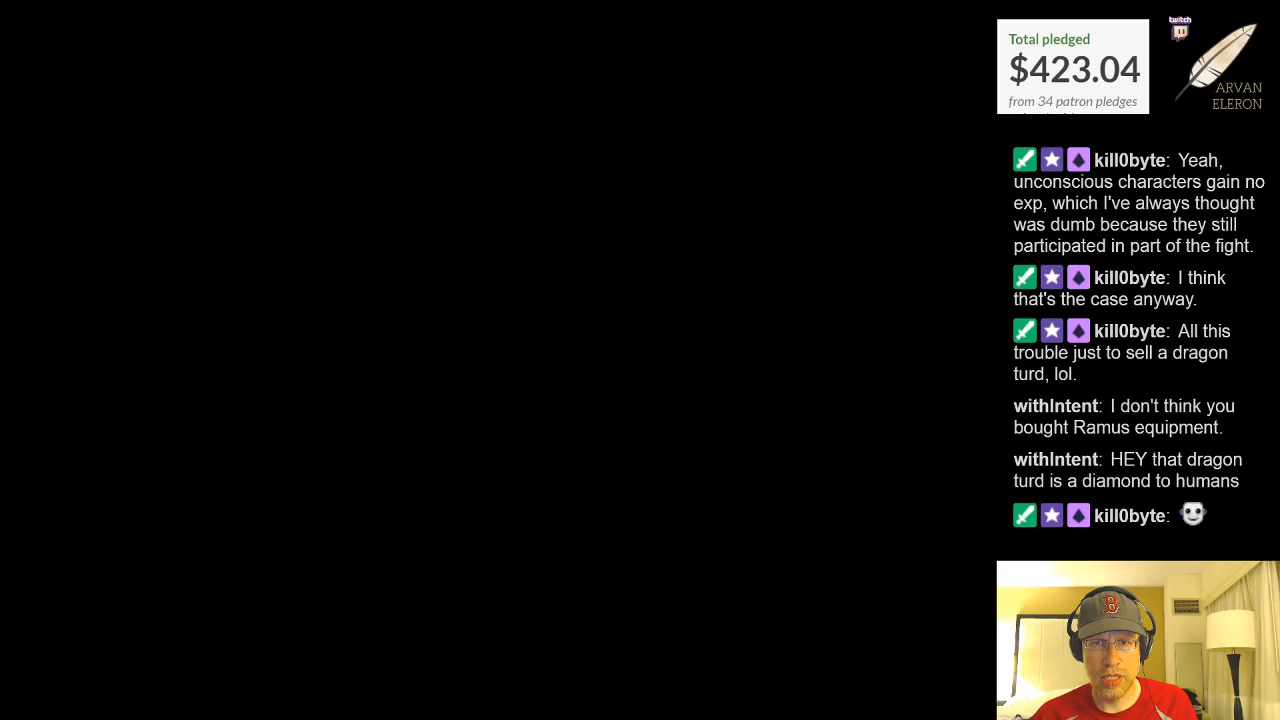 twitch
Total pledged
$423.04
from 34 patron pledges
ARVAN
ELERON
kill0byte: Yeah,
unconscious characters gain no
exp, which I've always thought
was dumb because they still
participated in part of the fight.
kill0byte: I think
that's the case anyway.
kill0byte: All this
trouble just to sell a dragon
turd, lol.
withIntent: I don't think you
bought Ramus equipment.
withIntent: HEY that dragon
turd is a diamond to humans
kill0byte:
B